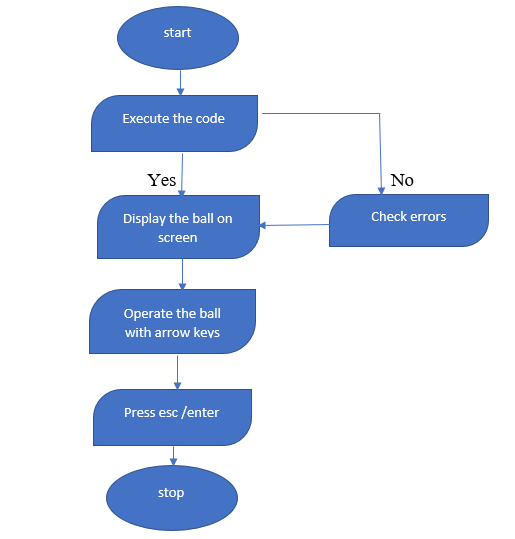 start
Execute the code
Yes
No
Display the ball on
screen
Check errors
Operate the ball
with arrow keys
Press esc /enter
stop